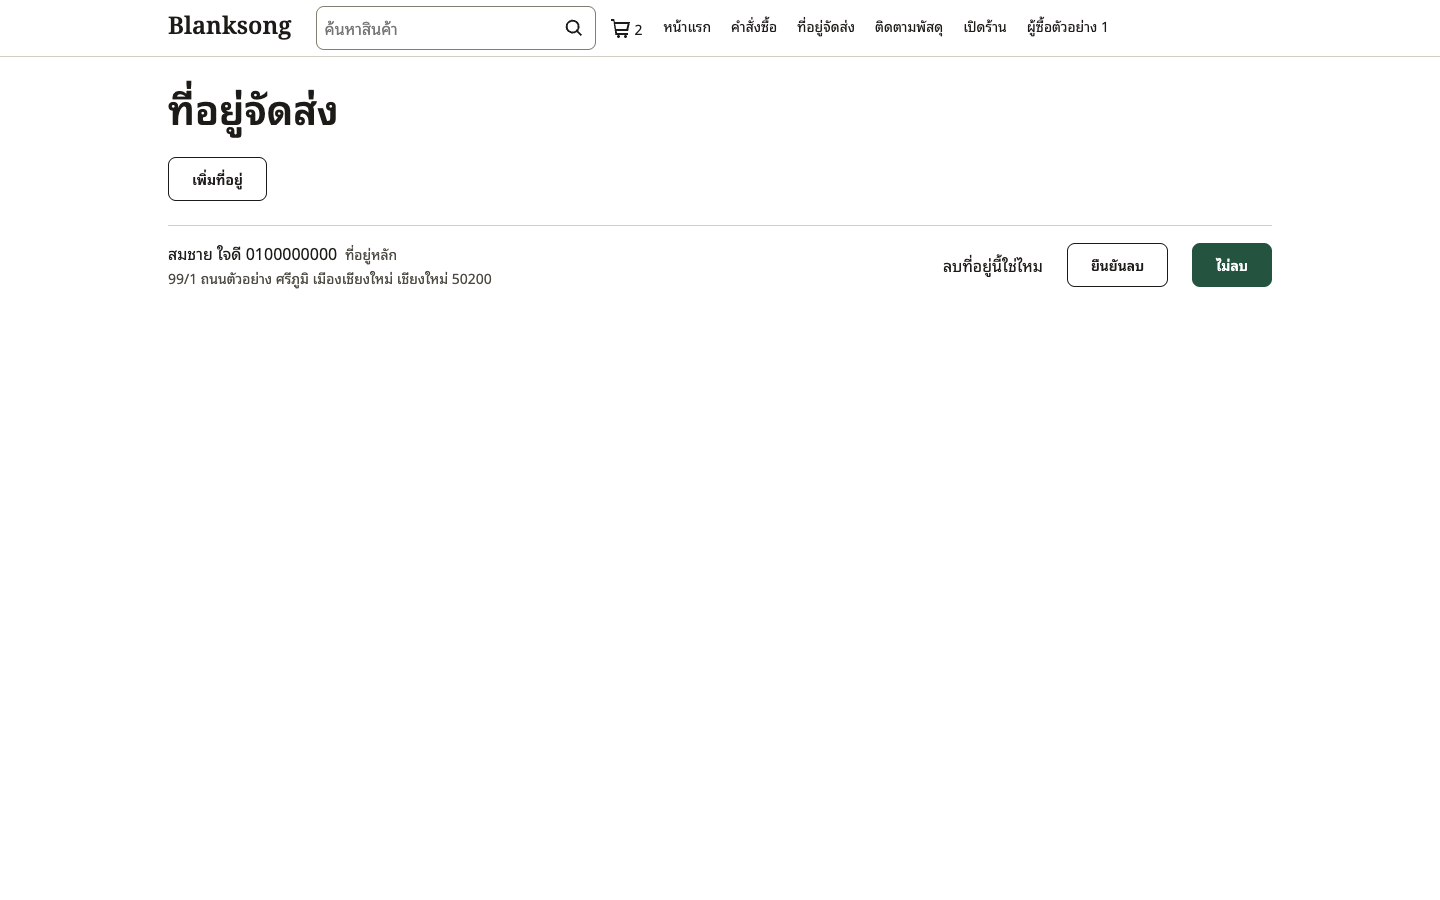 Blanksong
ค้นหาสินค้า
2
หน้าแรก
คำสั่งซื้อ
ที่อยู่จัดส่ง
ติดตามพัสดุ
เปิดร้าน
ผู้ซื้อตัวอย่าง 1
ที่อยู่จัดส่ง
เพิ่มที่อยู่
สมชาย ใจดี 0100000000 ที่อยู่หลัก
99/1 ถนนตัวอย่าง ศรีภูมิ เมืองเชียงใหม่ เชียงใหม่ 50200
ลบที่อยู่นี้ใช่ไหม
ยืนยันลบ
ไม่ลบ